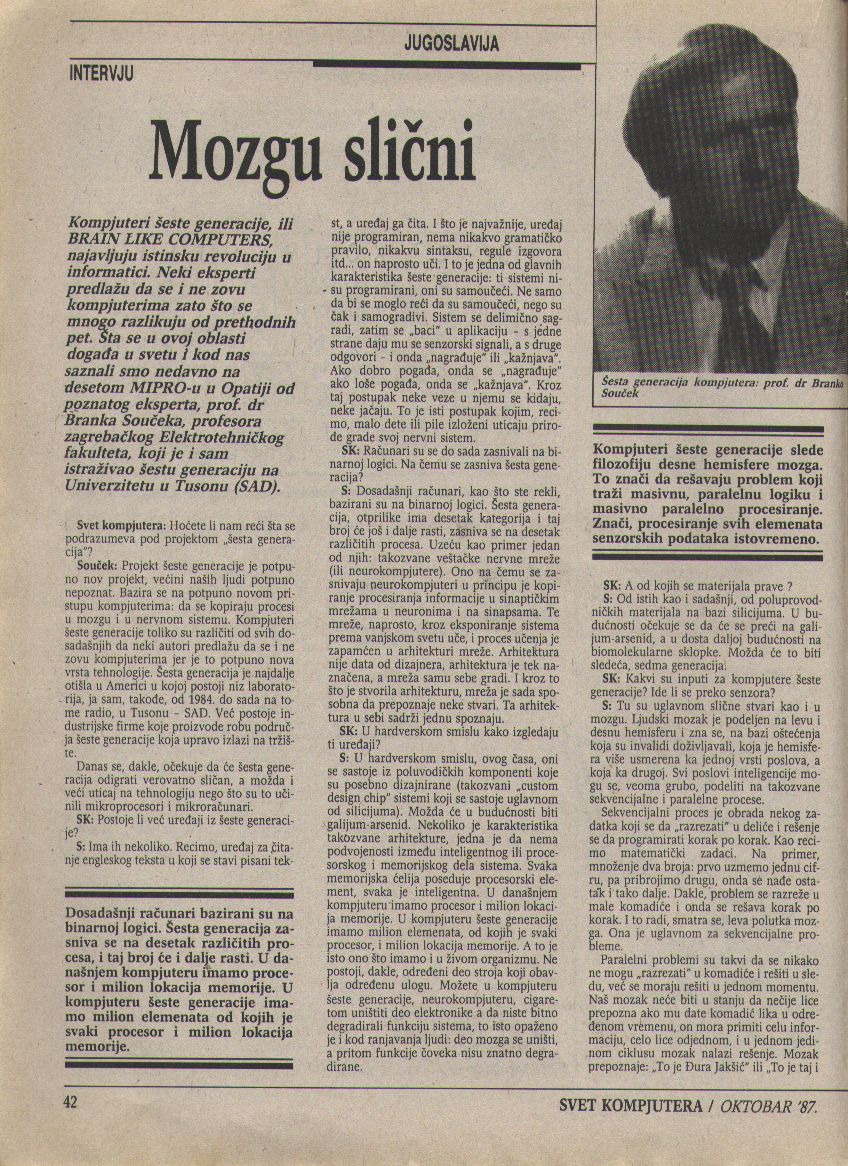 JUGOSLAVIJA
INTERVJU
Mozgu slični
Kompjuteri šeste generacije, ili
BRAIN LIKE COMPUTERS,
najavljuju istinsku revoluciju u
informatici. Neki eksperti
predlažu da se i ne zovu
kompjuterima zato što se
mnogo razlikuju od prethodnih
pet. Šta se u ovoj oblasti
događa u svetu i kod nas
saznali smo nedavno na
desetom MIPRO-u u Opatiji od
poznatog eksperta, prof. dr
Branka Součeka, profesora
zagrebačkog Elektrotehničkog
fakulteta, koji je i sam
istraživao šestu generaciju na
Univerzitetu u Tusonu (SAD).
Svet kompjutera: Hoćete li nam reći šta se
podrazumeva pod projektom „šesta genera-
cija"?
Souček: Projekt šeste generacije je potpu-
no nov projekt, većini naših ljudi potpuno
nepoznat. Bazira se na potpuno novom pri-
stupu kompjuterima: da se kopiraju procesi
u mozgu i u nervnom sistemu. Kompjuteri
šeste generacije toliko su različiti od svih do-
sadašnjih da neki autori predlažu da se i ne
zovu kompjuterima jer je to potpuno nova
vrsta tehnologije. Šesta generacija je najdalje
otišla u Americi u kojoj postoji niz laborato-
rija, ja sam, takođe, od 1984. do sada na to-
me radio, u Tusonu – SAD. Već postoje in-
dustrijske firme koje proizvode robu područ-
ja šeste generacije koja upravo izlazi na tržiš-
te.
Danas se, dakle, očekuje da će šesta gene-
racija odigrati verovatno sličan, a možda i
veći uticaj na tehnologiju nego što su to uči-
nili mikroprocesori i mikroračunari.
SK: Postoje li već uređaji iz šeste generaci-
je?
S: Ima ih nekoliko. Recimo, uređaj za čita-
nje engleskog teksta u koji se stavi pisani tek-
Dosadašnji računari bazirani su na
binarnoj logici. Šesta generacija za-
sniva se na desetak različitih pro-
cesa, i taj broj će i dalje rasti. U da-
našnjem kompjuteru imamo proce-
sor i milion lokacija memorije. U
kompjuteru šeste generacije ima-
mo milion elemenata od kojih je
svaki procesor i milion lokacija
memorije.
st, a uređaj ga čita. I što je najvažnije, uređaj
nije programiran, nema nikakvo gramatičko
pravilo, nikakvu sintaksu, regule izgovora
itd... on naprosto uči. I to je jedna od glavnih
karakteristika šeste generacije: ti sistemi ni-
su programirani, oni su samoučeći. Ne samo
da bi se moglo reći da su samoučeći, nego su
čak i samogradivi. Sistem se delimično sag-
radi, zatim se „baci" u aplikaciju – s jedne
strane daju mu se senzorski signali, a s druge
odgovori – i onda „nagrađuje" ili „kažnjava".
Ako dobro pogađa, onda se „nagrađuje"
ako loše pogađa, onda se „kažnjava". Kroz
taj postupak neke veze u njemu se kidaju,
neke jačaju. To je isti postupak kojim, reci-
mo, malo dete ili pile izloženi uticaju priro-
de grade svoj nervni sistem.
SK: Računari su se do sada zasnivali na bi-
narnoj logici. Na čemu se zasniva šesta gene-
racija?
S: Dosadašnji računari, kao što ste rekli,
bazirani su na binarnoj logici. Šesta genera-
cija, otprilike ima desetak kategorija i taj
broj će još i dalje rasti, zasniva se na desetak
različitih procesa. Uzeću kao primer jedan
od njih: takozvane veštačke nervne mreže
(ili neurokompjutere). Ono na čemu se za-
snivaju neurokompjuteri u principu je kopi-
ranje procesiranja informacije u sinaptičkim
mrežama u neuronima i na sinapsama. Te
mreže, naprosto, kroz eksponiranje sistema
prema vanjskom svetu uče, i proces učenja je
zapamćen u arhitekturi mreže. Arhitektura
nije data od dizajnera, arhitektura je tek na-
značena, a mreža samu sebe gradi. I kroz to
što je stvorila arhitekturu, mreža je sada spo-
sobna da prepoznaje neke stvari. Ta arhitek-
tura u sebi sadrži jednu spoznaju.
SK: U hardverskom smislu kako izgledaju
ti uređaji?
S: U hardverskom smislu, ovog časa, oni
se sastoje iz poluvodičkih komponenti koje
su posebno dizajnirane (takozvani „custom
design chip" sistemi koji se sastoje uglavnom
od silicijuma). Možda će u budućnosti biti
galijum-arsenid. Nekoliko je karakteristika
takozvane arhitekture, jedna je da nema
podvojenosti između inteligentnog ili proce-
sorskog i memorijskog dela sistema. Svaka
memorijska ćelija poseduje procesorski ele-
ment, svaka je inteligentna. U današnjem
kompjuteru imamo procesor i milion lokaci-
ja memorije. U kompjuteru šeste generacije
imamo milion elemenata, od kojih je svaki
procesor, i milion lokacija memorije. A to je
isto ono što imamo i u živom organizmu. Ne
postoji, dakle, određeni deo stroja koji obav-
lja određenu ulogu. Možete u kompjuteru
šeste generacije, neurokompjuteru, cigare-
tom uništiti deo elektronike a da niste bitno
degradirali funkciju sistema, to isto opaženo
je i kod ranjavanja ljudi: deo mozga se uništi,
a pritom funkcije čoveka nisu znatno degra-
dirane.
Šesta generacija kompjutera: prof. dr Branko
Souček
Kompjuteri šeste generacije slede
filozofiju desne hemisfere mozga.
To znači da rešavaju problem koji
traži masivnu, paralelnu logiku i
masivno paralelno procesiranje.
Znači, procesiranje svih elemenata
senzorskih podataka istovremeno.
SK: A od kojih se materijala prave ?
S: Od istih kao i sadašnji, od poluprovod-
ničkih materijala na bazi silicijuma. U bu-
dućnosti očekuje se da će se preći na gali-
jum-arsenid, a u dosta daljoj budućnosti na
biomolekularne sklopke. Možda će to biti
sledeća, sedma generacija.
SK: Kakvi su inputi za kompjutere šeste
generacije? Ide li se preko senzora?
S: Tu su uglavnom slične stvari kao i u
mozgu. Ljudski mozak je podeljen na levu i
desnu hemisferu i zna se, na bazi oštećenja
koja su invalidi doživljavali, koja je hemisfe-
ra više usmerena ka jednoj vrsti poslova, a
koja ka drugoj. Svi poslovi inteligencije mo-
gu se, veoma grubo, podeliti na takozvane
sekvencijalne i paralelne procese.
Sekvencijalni proces je obrada nekog za-
datka koji se da „razrezati" u deliće i rešenje
se da programirati korak po korak. Kao reci-
mo matematički zadaci. Na primer,
množenje dva broja: prvo uzmemo jednu cif-
ru, pa pribrojimo drugu, onda se nađe osta-
tak i tako dalje. Dakle, problem se razreže u
male komadiće i onda se rešava korak po
korak. I to radi, smatra se, leva polutka moz-
ga. Ona je uglavnom za sekvencijalne pro-
bleme.
Paralelni problemi su takvi da se nikako
ne mogu „razrezati" u komadiće i rešiti u sle-
du, već se moraju rešiti u jednom momentu.
Naš mozak neće biti u stanju da nečije lice
prepozna ako mu date komadić lika u odre-
đenom vremenu, on mora primiti celu infor-
maciju, celo lice odjednom, i u jednom jedi-
nom ciklusu mozak nalazi rešenje. Mozak
prepoznaje: „To je Đura Jakšić" ili „To je taj i
42
SVET KOMPJUTERA / OKTOBAR '87.